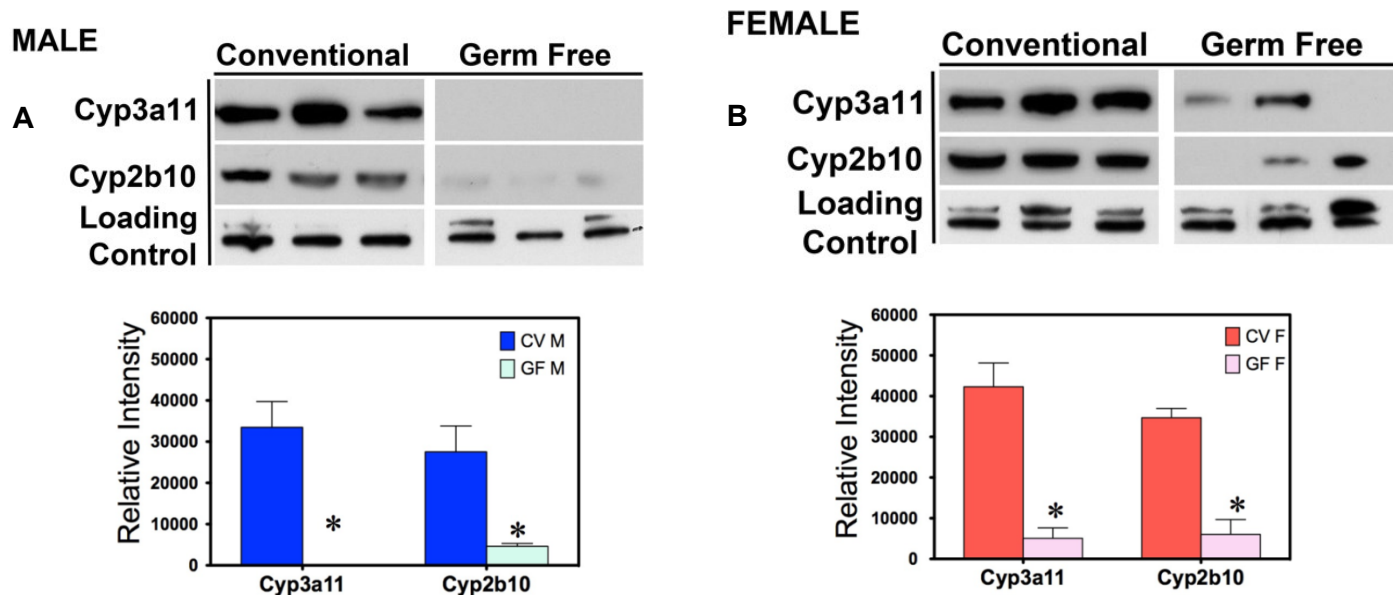 MALE
Conventional Germ Free
A
Cyp3a11
Cyp2b10
Loading
Control
60000
50000
40000
30000
20000
10000
0
Relative Intensity
CV M
GF M
*
*
Cyp3a11 Cyp2b10
FEMALE
Conventional Germ Free
B
Cyp3a11
Cyp2b10
Loading
Control
60000
50000
40000
30000
20000
10000
0
Relative Intensity
CV F
GF F
*
*
Cyp3a11 Cyp2b10